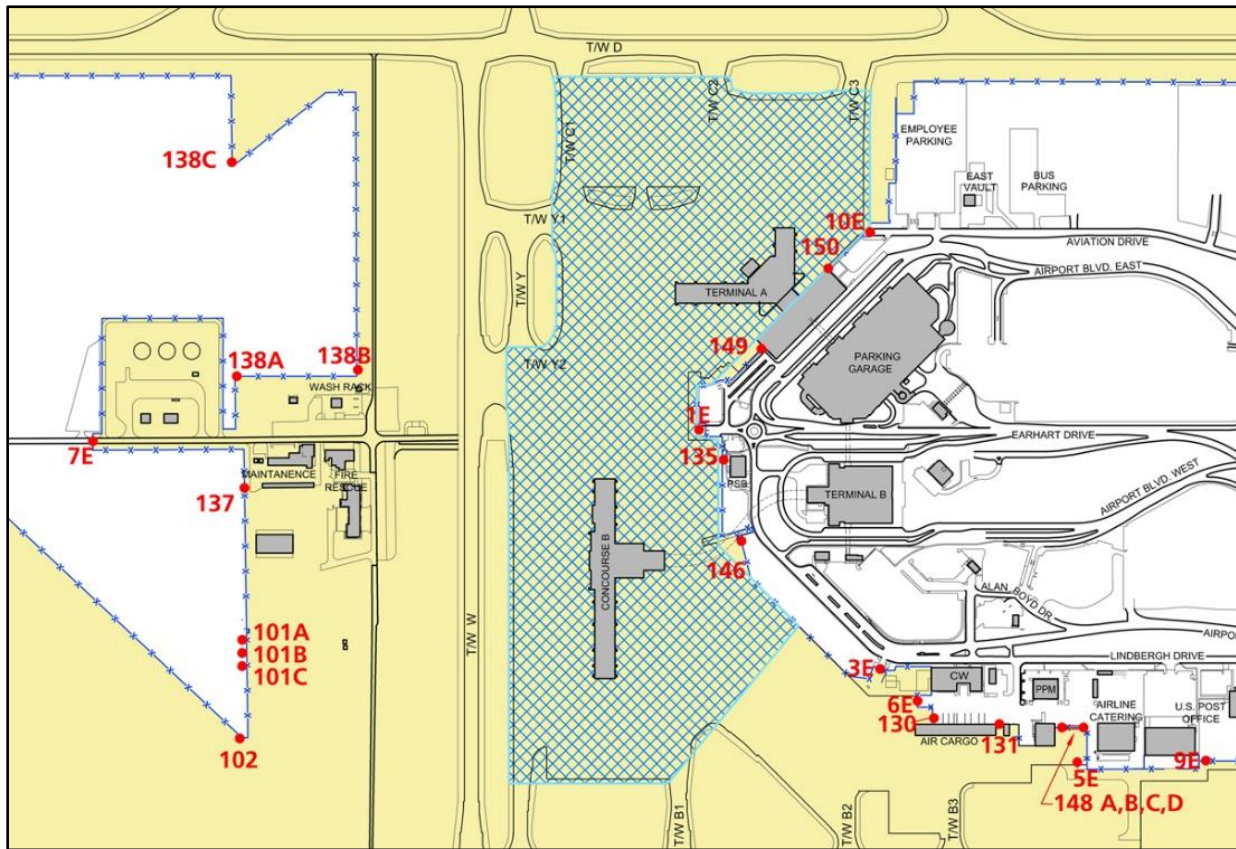 T/W D
T/W C1
T/W C2
T/W C3
138C
EMPLOYEE
PARKING
EAST
VAULT
BUS
PARKING
T/W Y1
10E
150
AVIATION DRIVE
AIRPORT BLVD. EAST
T/W Y
TERMINAL A
149
T/W Y2
PARKING
GARAGE
138A
138B
WASH RACK
1E
7E
EARHART DRIVE
135
MAINTANENCE
FIRE
RESCUE
PSB
137
TERMINAL B
AIRPORT BLVD. WEST
146
CONCOURSE B
ALAN. BOYD DR.
T/W W
101A
101B
101C
AIRPO
LINDBERGH DRIVE
3E
CW
PPM
6E
AIRLINE
CATERING
U.S. POST
OFFICE
130
131
AIR CARGO
102
5E
9E
148 A,B,C,D
T/W B1
T/W B2
T/W B3